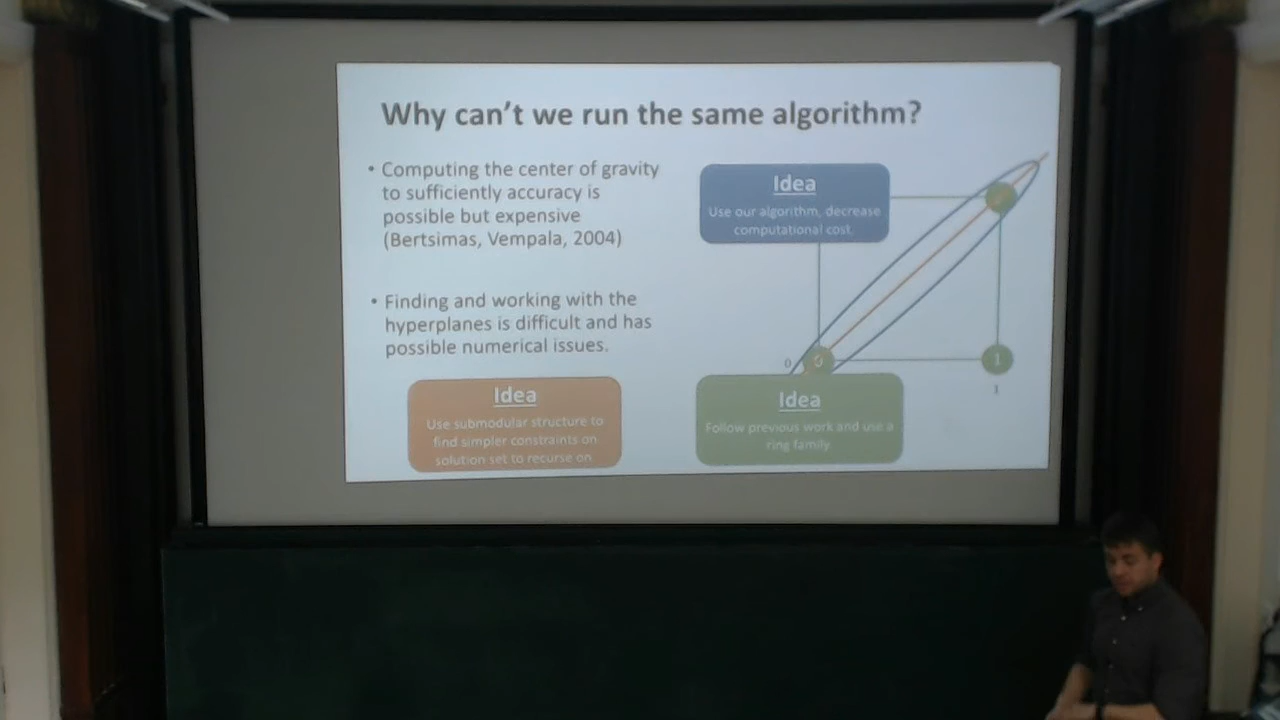 Why can't we run the same algorithm?
• Computing the center of gravity
to sufficiently accuracy is
possible but expensive
(Bertsimas, Vempala, 2004)
• Finding and working with the
hyperplanes is difficult and has
possible numerical issues.
Idea
Use our algorithm, decrease
computational cost
Idea
Use submodular structure to
find simpler constraints on
solution set to recurse on
Idea
Follow previous work and use a
ring family
0
0
1
1